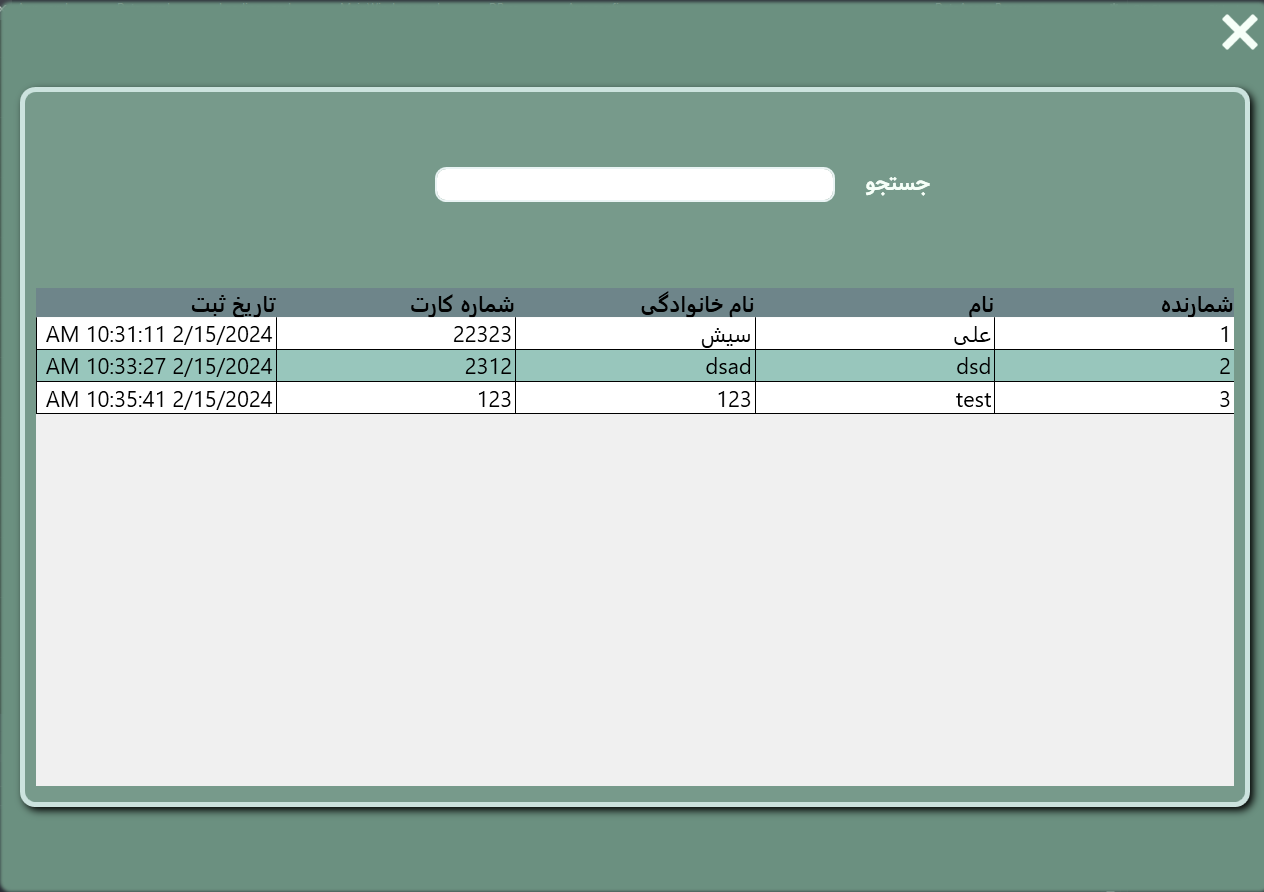 جستجو
شمارنده نام نام خانوادگی شماره کارت تاریخ ثبت
1 علی سیش 22323 AM 10:31:11 2/15/2024
2 dsd dsad 2312 AM 10:33:27 2/15/2024
3 test 123 123 AM 10:35:41 2/15/2024